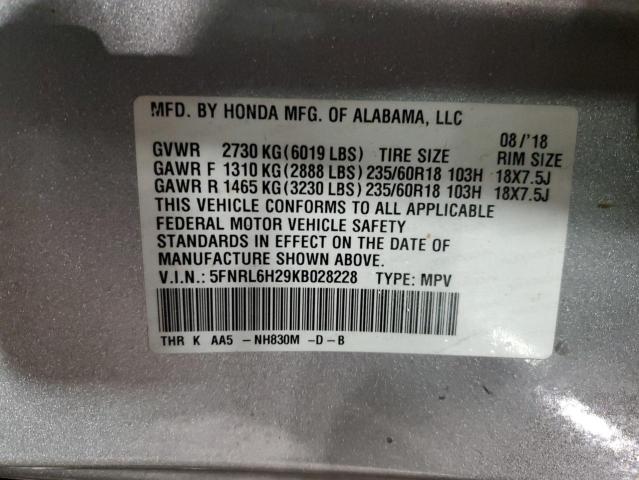 MFD. BY HONDA MFG. OF ALABAMA, LLC
08/'18
GVWR 2730 KG(6019 LBS) TIRE SIZE RIM SIZE
GAWR F 1310 KG(2888 LBS)235/60R18 103H 18X7.5J
GAWR R 1465 KG(3230 LBS)235/60R18 103H 18X7.5J
THIS VEHICLE CONFORMS TO ALL APPLICABLE
FEDERAL MOTOR VEHICLE SAFETY
STANDARDS IN EFFECT ON THE DATE OF
MANUFACTURE SHOWN ABOVE.
V.I.N.: 5FNRL6H29KB028228 TYPE: MPV
THR K AA5 -NH830M -D-B